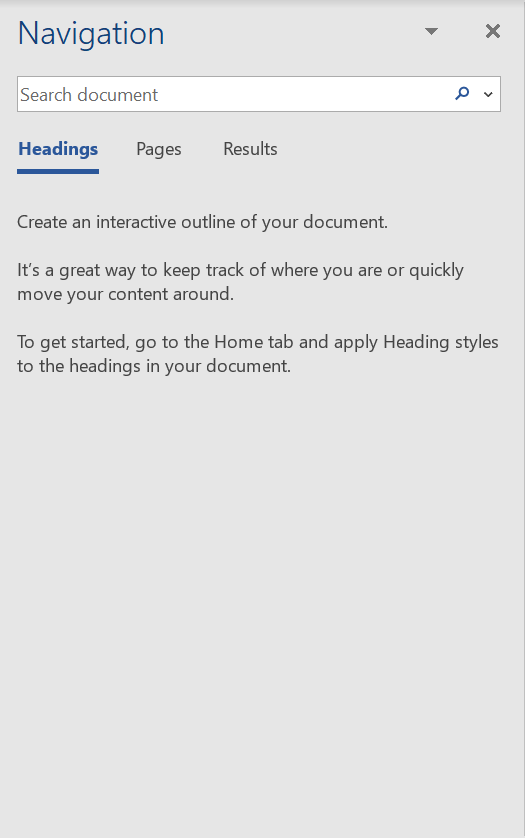 Navigation
Search document
Headings Pages Results
Create an interactive outline of your document.
It's a great way to keep track of where you are or quickly
move your content around.
To get started, go to the Home tab and apply Heading styles
to the headings in your document.